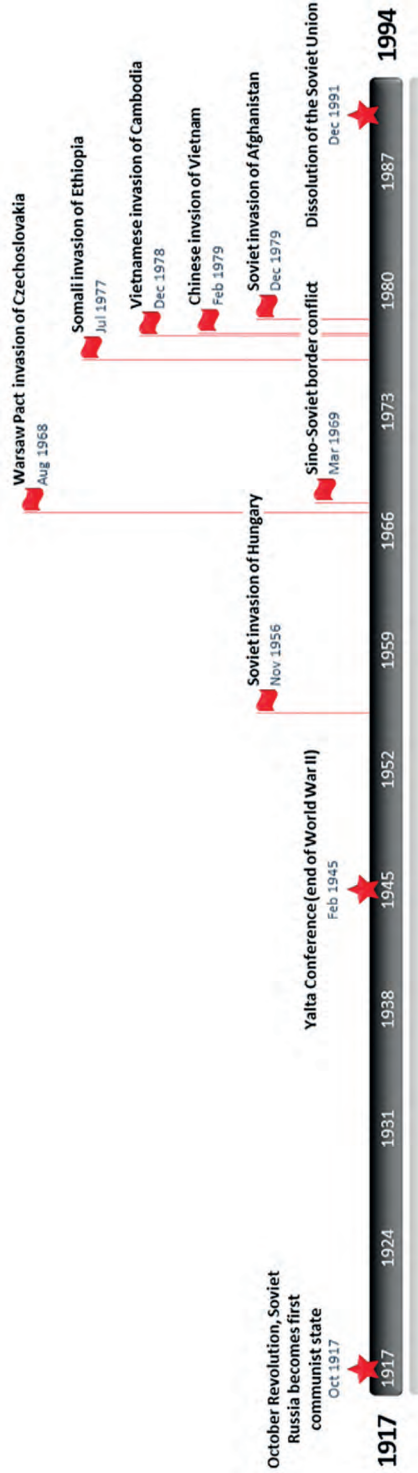 October Revolution, Soviet
Russia becomes first
communist state
Oct 1917
Yalta Conference (end of World War II)
Feb 1945
Soviet invasion of Hungary
Nov 1956
Warsaw Pact invasion of Czechoslovakia
Aug 1968
Sino-Soviet border conflict
Mar 1969
Somali invasion of Ethiopia
Jul 1977
Vietnamese invasion of Cambodia
Dec 1978
Chinese invsion of Vietnam
Feb 1979
Soviet invasion of Afghanistan
Dec 1979
Dissolution of the Soviet Union
Dec 1991
1917
1917 1924 1931 1938 1945 1952 1959 1966 1973 1980 1987
1994